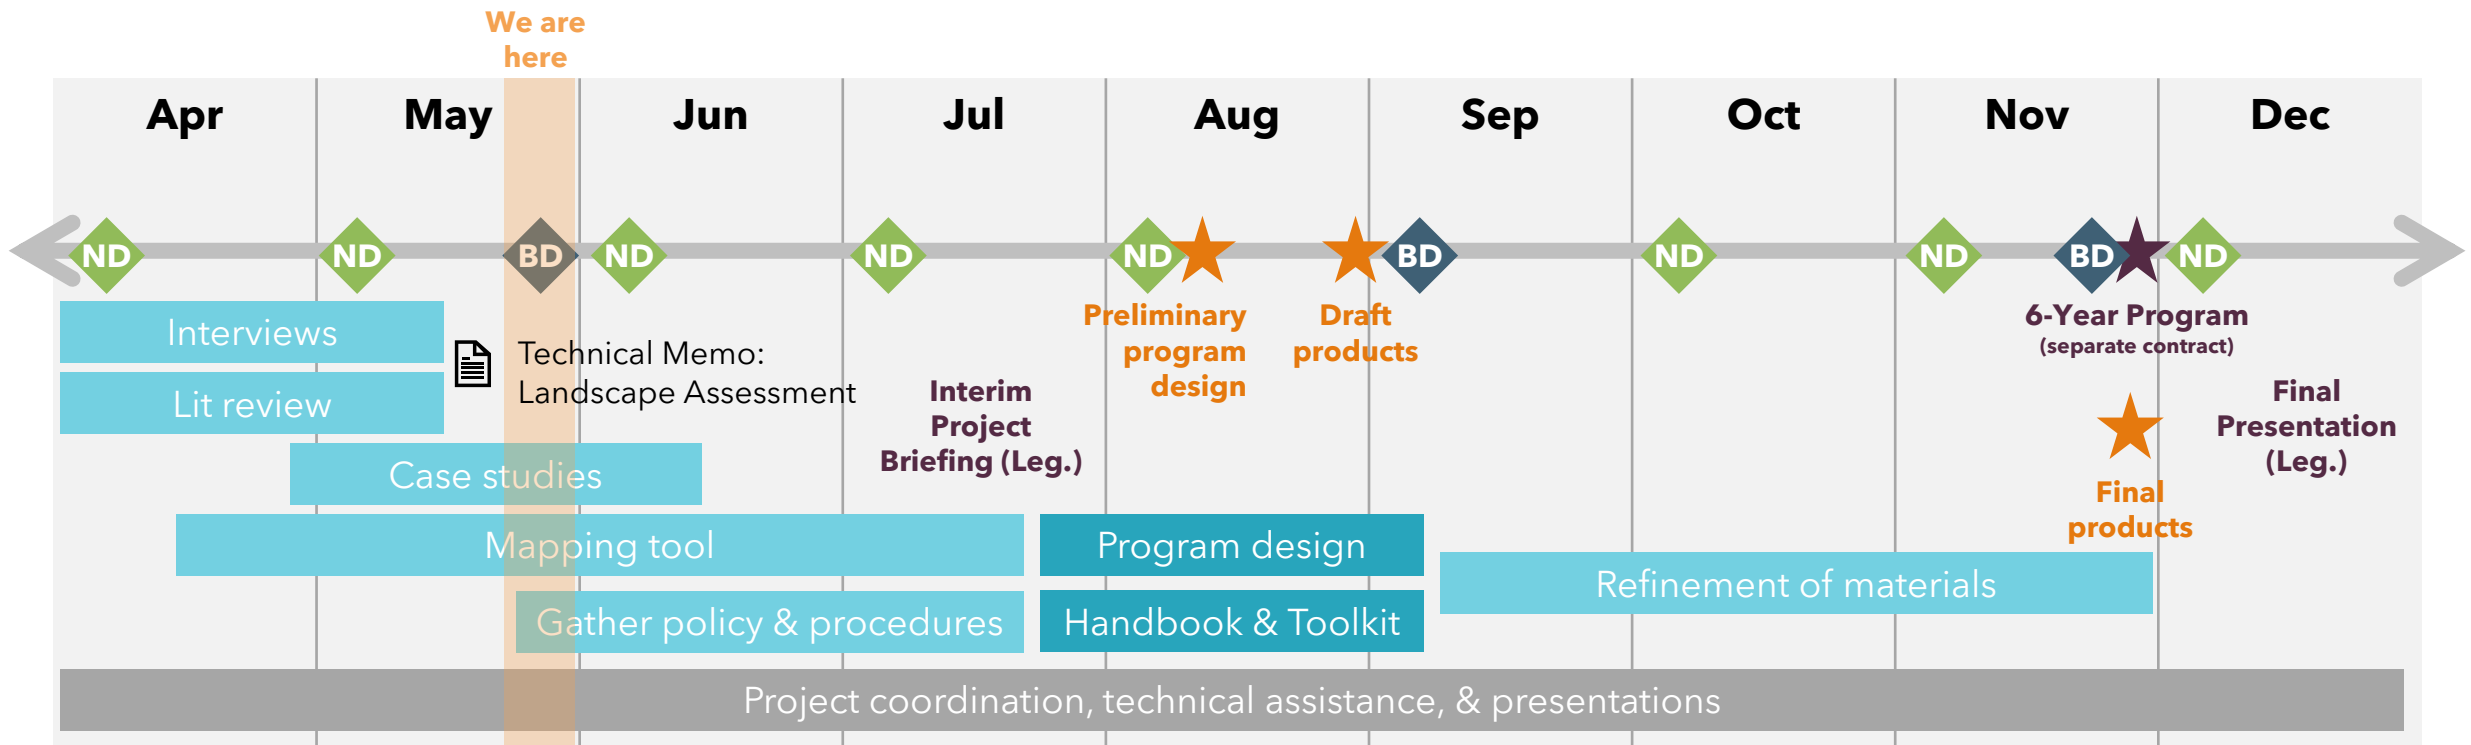 We are
here
Apr
May
Jun
Jul
Aug
Sep
Oct
Nov
Dec
ND
ND
BD
ND
ND
ND
BD
ND
ND
BD
ND
Interviews
Lit review
Technical Memo:
Landscape Assessment
Interim
Project
Briefing (Leg.)
Preliminary
program
design
Draft
products
6-Year Program
(separate contract)
Final
products
Final
Presentation
(Leg.)
Case studies
Mapping tool
Program design
Gather policy & procedures
Handbook & Toolkit
Refinement of materials
Project coordination, technical assistance, & presentations